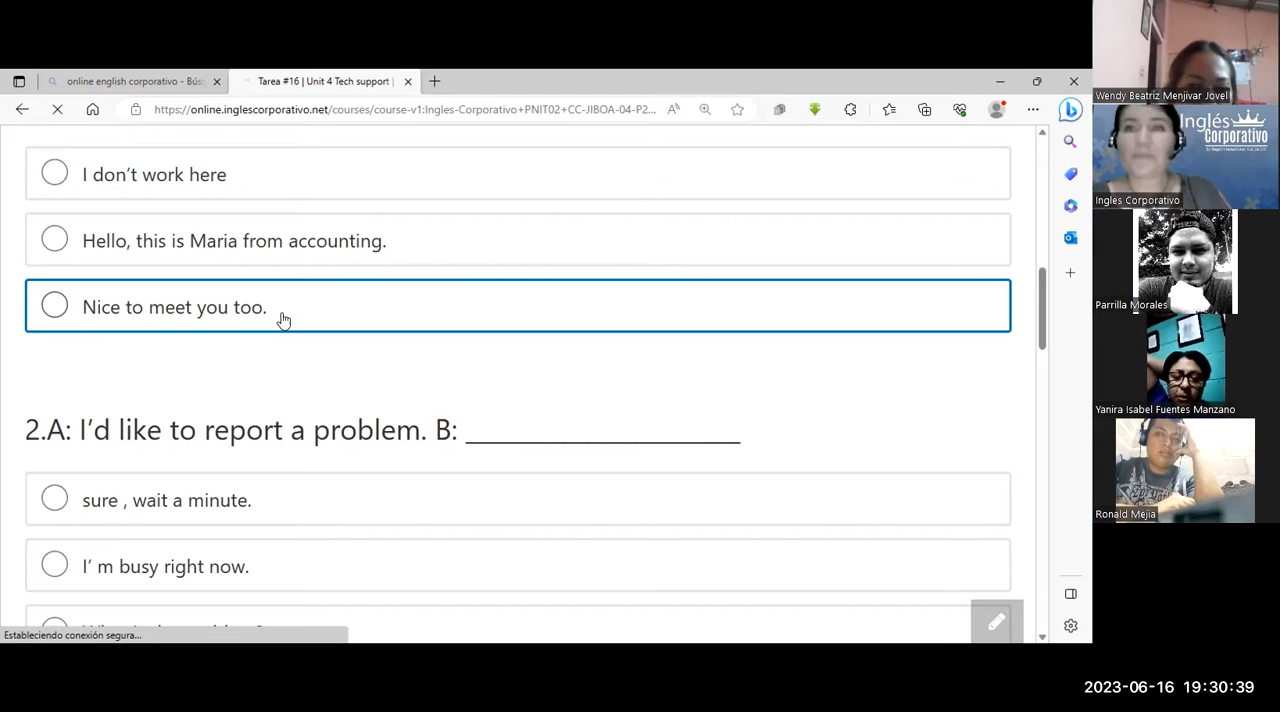 online english corporativo - Bús
Tarea #16 | Unit 4 Tech support |
https://online.inglescorporativo.net/courses/course-v1:Ingles-Corporativo+PNIT02+CC-JIBOA-04-P2...
I don't work here
Hello, this is Maria from accounting.
Nice to meet you too.
2.A: I'd like to report a problem. B: ______________________
sure , wait a minute.
I' m busy right now.
Estableciendo conexión segura...
Wendy Beatriz Menjivar Jovel
Inglés
Corporativo
Ingles Corporativo
Parrilla Morales
Yanira Isabel Fuentes Manzano
Ronald Mejia
2023-06-16 19:30:39